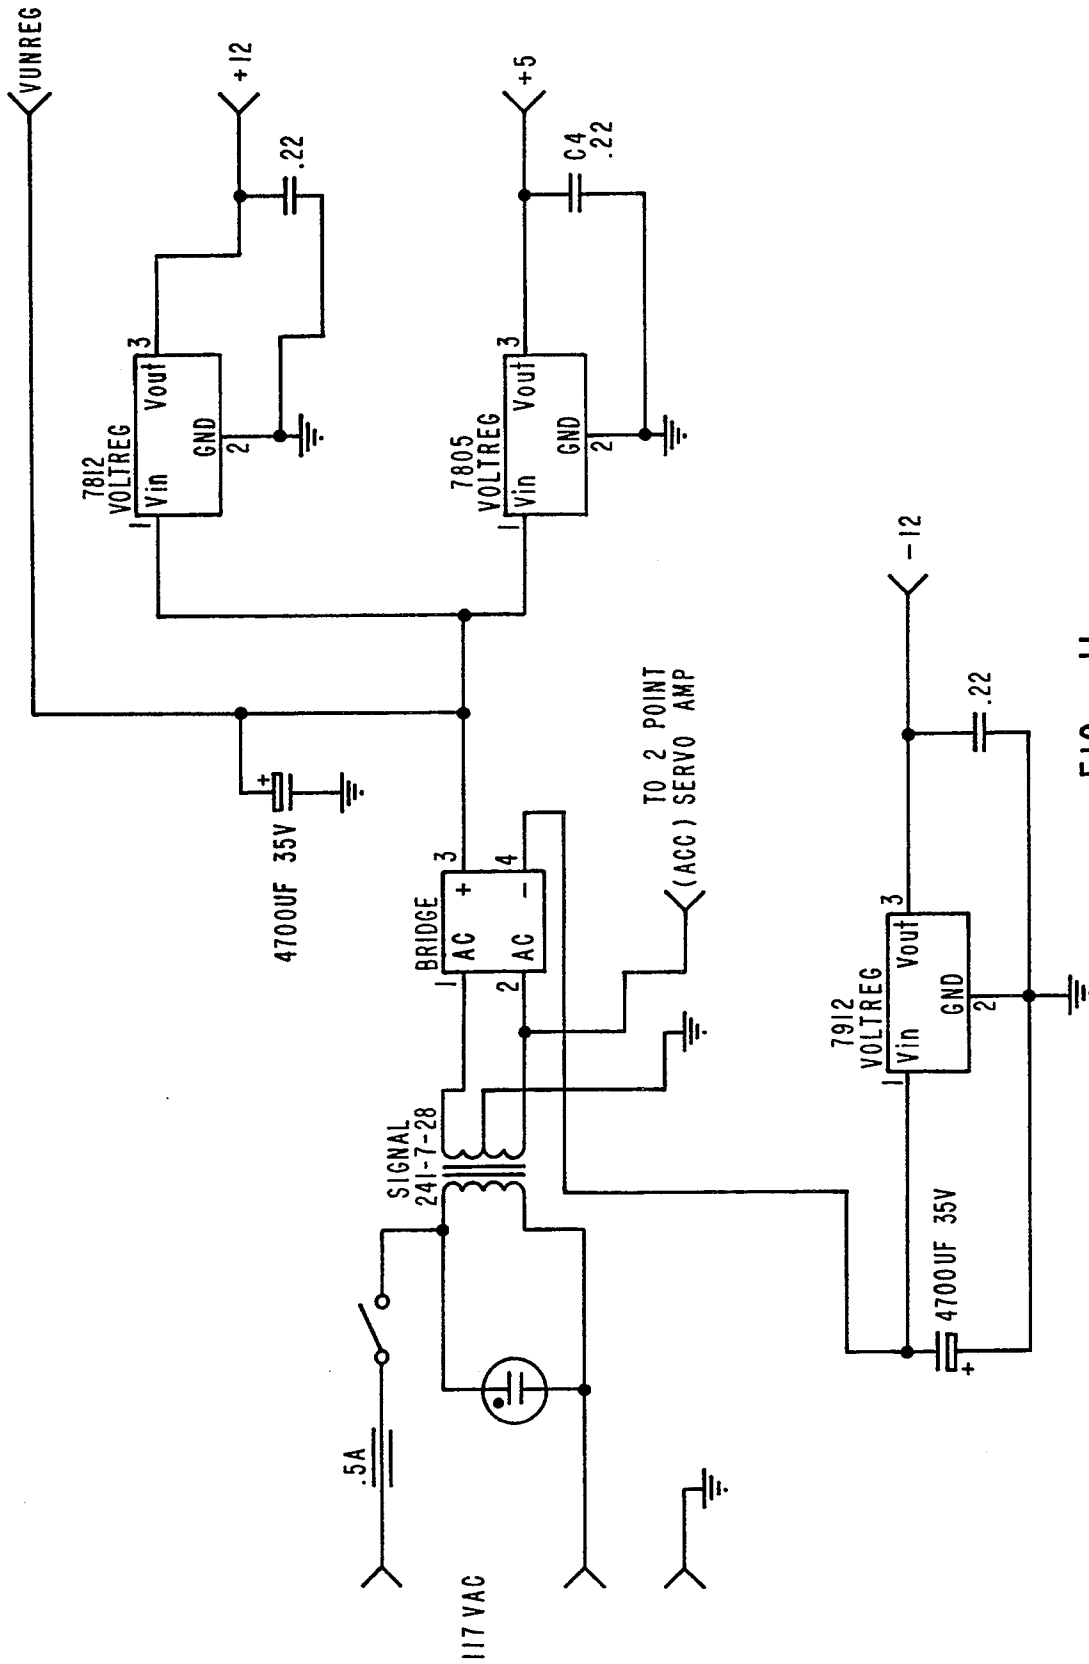 VUNREG
+12
.22
7812
VOLTREG
Vin
Vout
GND
1
2
3
+5
C4
.22
7805
VOLTREG
Vin
Vout
GND
1
2
3
4700UF 35V
+
BRIDGE
AC
AC
+
-
1
2
3
4
TO 2 POINT
(ACC) SERVO AMP
SIGNAL
241-7-28
.5A
117VAC
7912
VOLTREG
Vin
Vout
GND
1
2
3
-12
.22
4700UF 35V
+